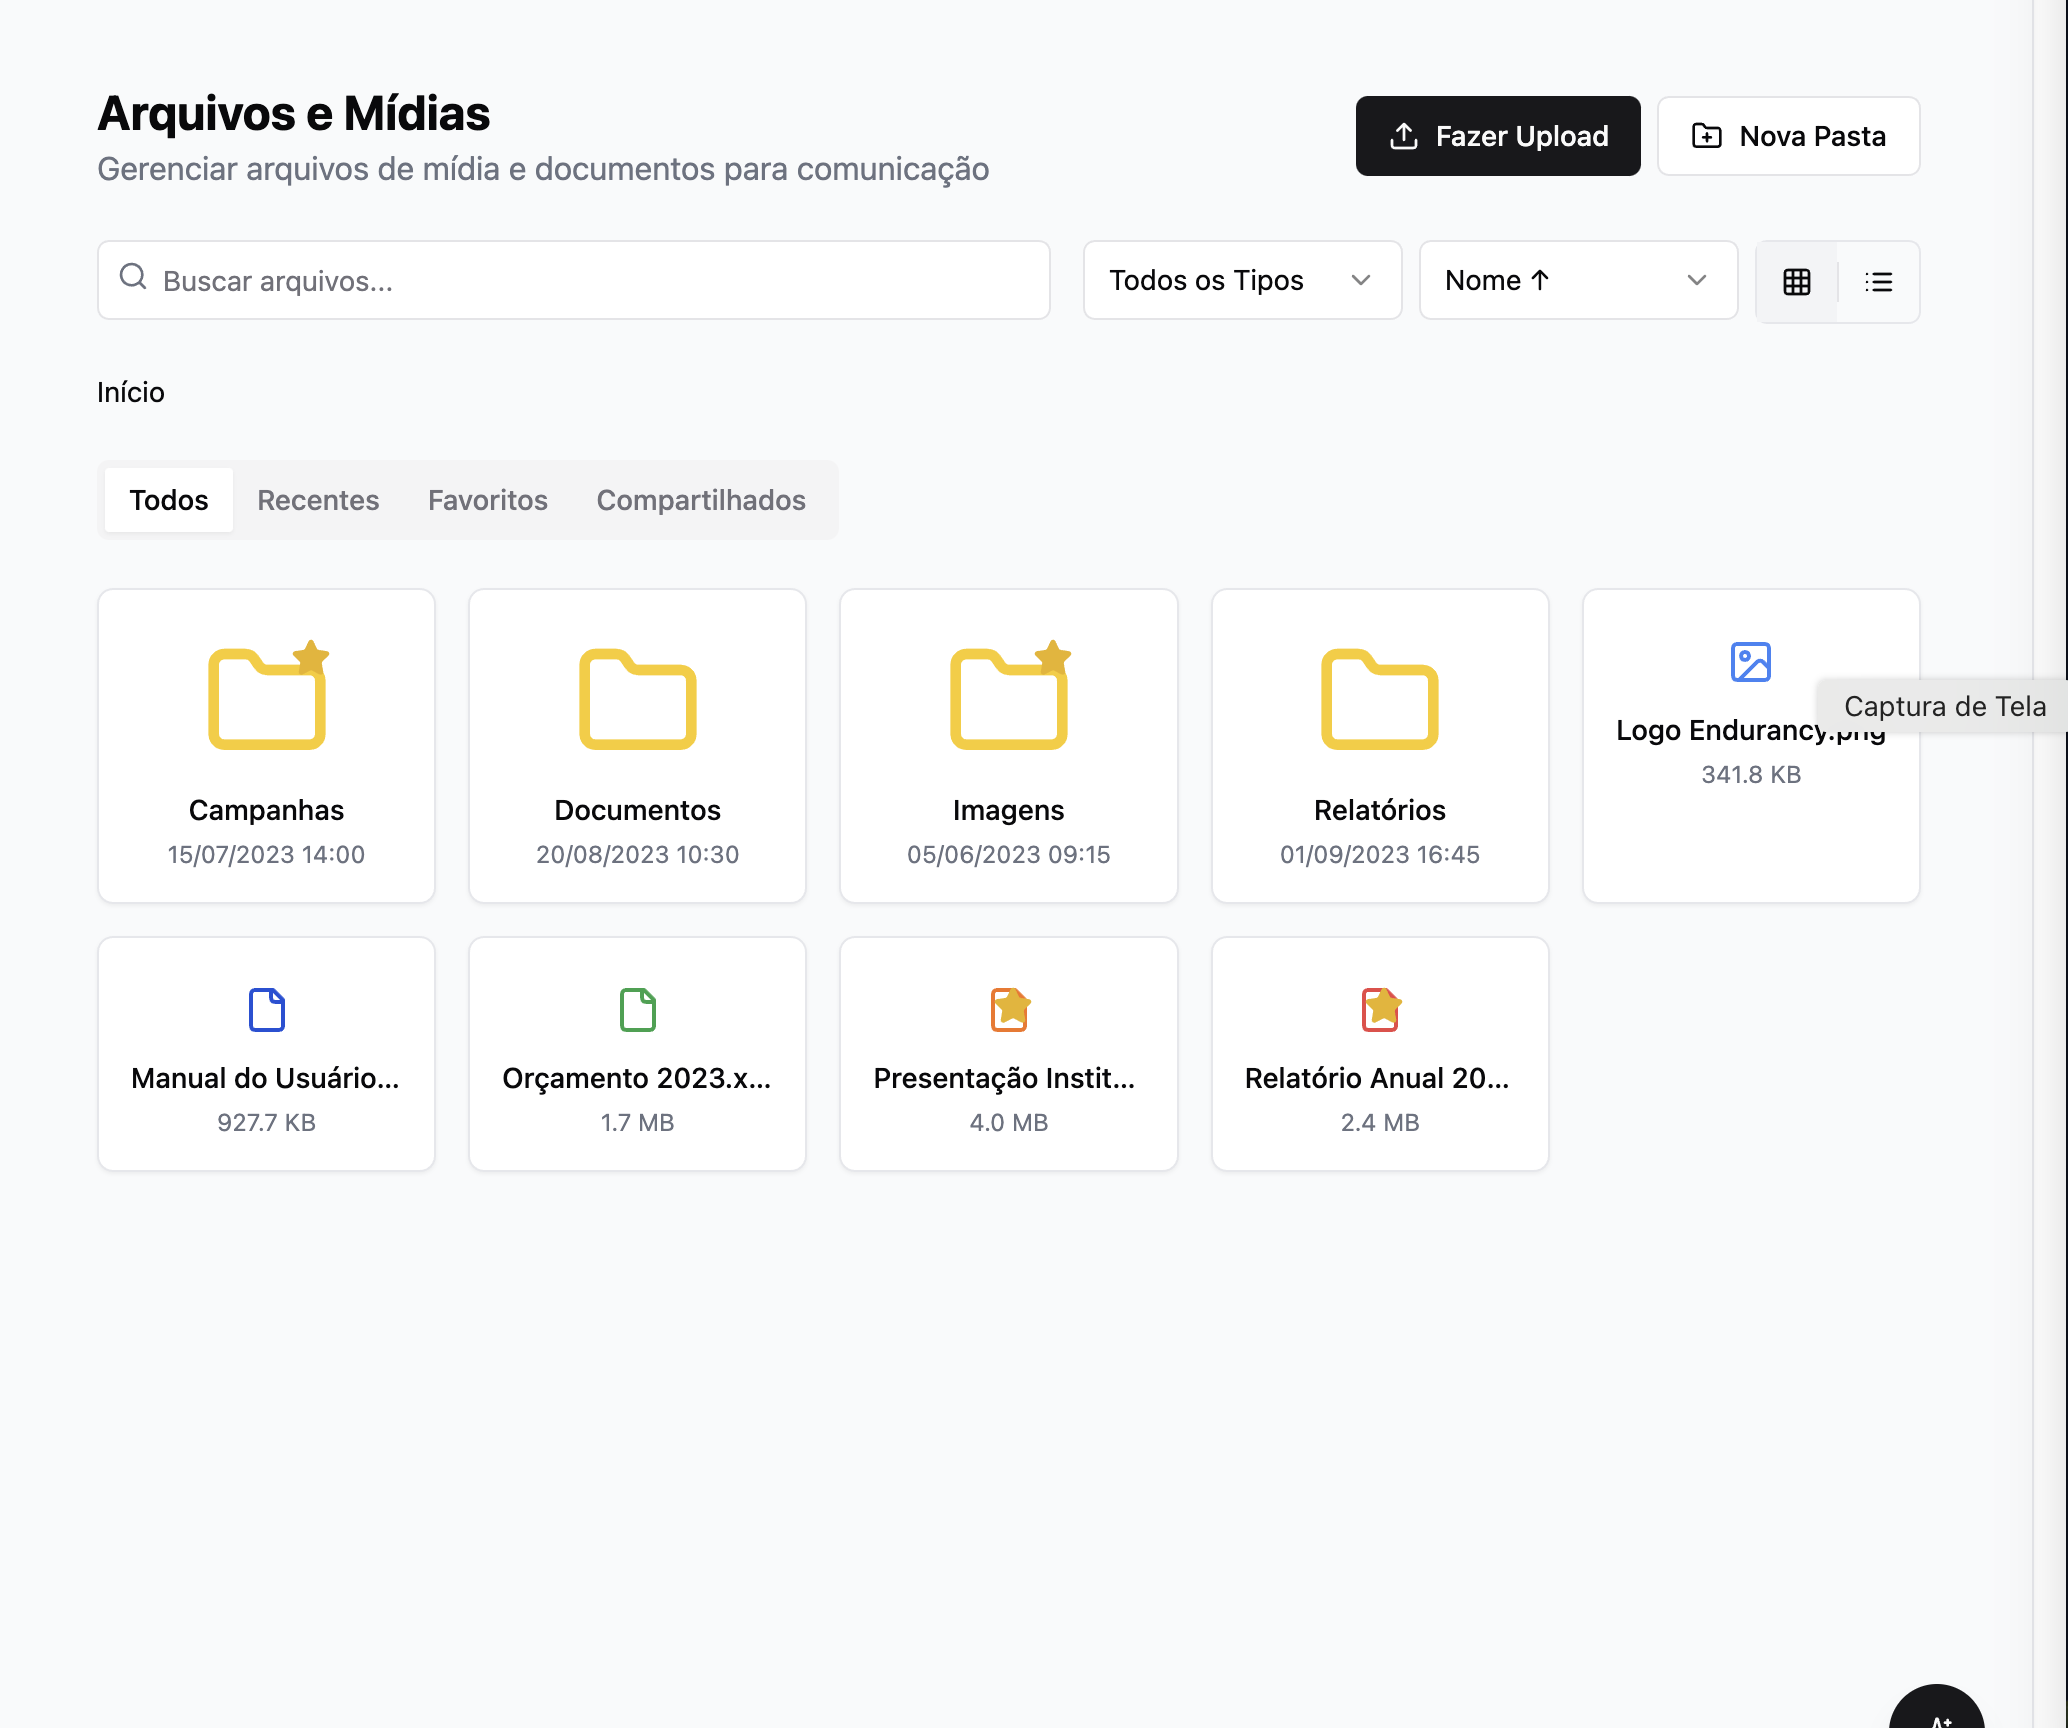 Arquivos e Mídias
Gerenciar arquivos de mídia e documentos para comunicação
Fazer Upload
Nova Pasta
Buscar arquivos...
Todos os Tipos
Nome ↑
Início
Todos
Recentes
Favoritos
Compartilhados
Campanhas
15/07/2023 14:00
Documentos
20/08/2023 10:30
Imagens
05/06/2023 09:15
Relatórios
01/09/2023 16:45
Logo Endurancy.png
341.8 KB
Captura de Tela
Manual do Usuário...
927.7 KB
Orçamento 2023.x...
1.7 MB
Presentação Instit...
4.0 MB
Relatório Anual 20...
2.4 MB